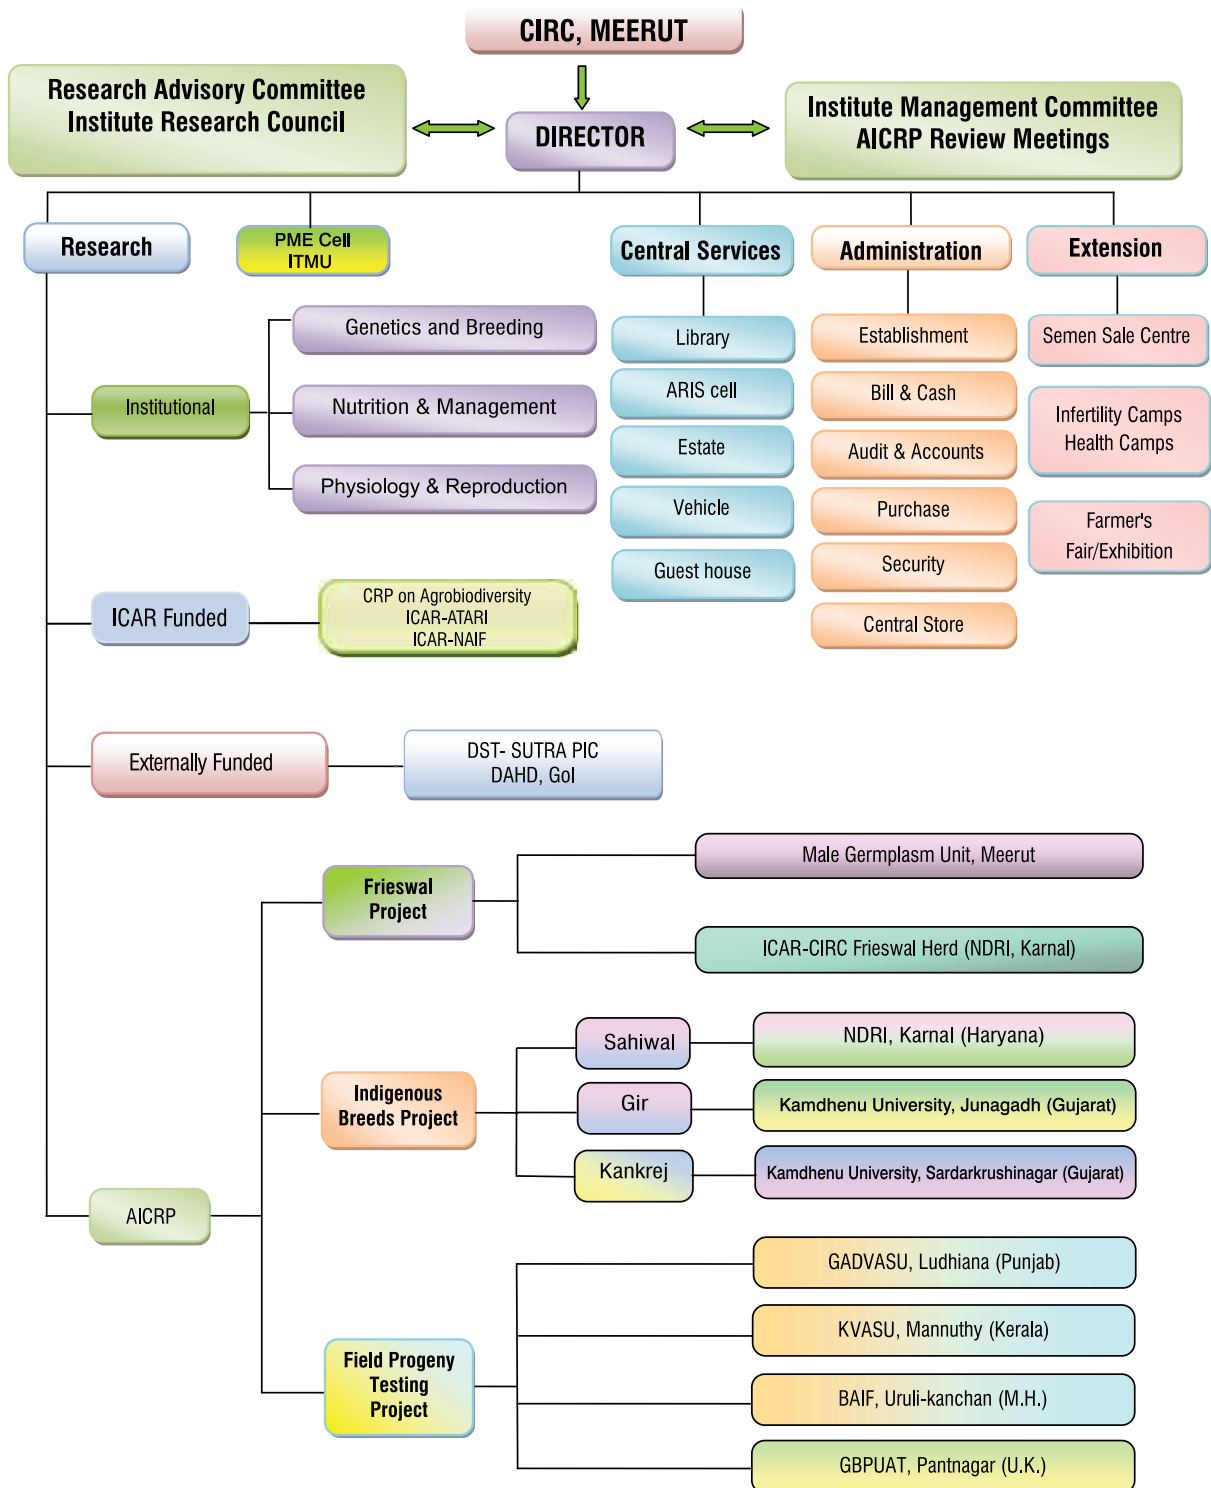 CIRC, MEERUT
Research Advisory Committee
Institute Research Council
DIRECTOR
Institute Management Committee
AICRP Review Meetings
Research
PME Cell
ITMU
Central Services
Administration
Extension
Genetics and Breeding
Institutional
Nutrition & Management
Physiology & Reproduction
Library
ARIS cell
Estate
Vehicle
Guest house
Establishment
Bill & Cash
Audit & Accounts
Purchase
Security
Central Store
Semen Sale Centre
Infertility Camps
Health Camps
Farmer's
Fair/Exhibition
ICAR Funded
CRP on Agrobiodiversity
ICAR-ATARI
ICAR-NAIF
Externally Funded
DST- SUTRA PIC
DAHD, GoI
AICRP
Frieswal
Project
Male Germplasm Unit, Meerut
ICAR-CIRC Frieswal Herd (NDRI, Karnal)
Indigenous
Breeds Project
Sahiwal
NDRI, Karnal (Haryana)
Gir
Kamdhenu University, Junagadh (Gujarat)
Kankrej
Kamdhenu University, Sardarkrushinagar (Gujarat)
Field Progeny
Testing
Project
GADVASU, Ludhiana (Punjab)
KVASU, Mannuthy (Kerala)
BAIF, Uruli-kanchan (M.H.)
GBPUAT, Pantnagar (U.K.)